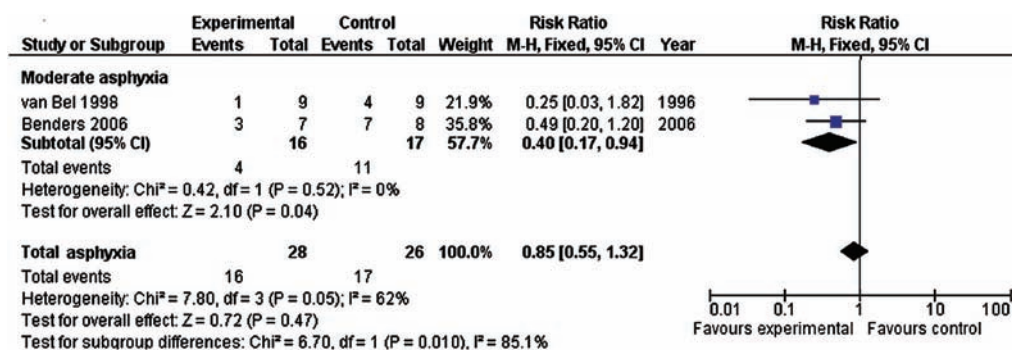 Experimental Control Risk Ratio Risk Ratio
Study or Subgroup Events Total Events Total Weight M-H, Fixed, 95% CI Year M-H, Fixed, 95% CI
Moderate asphyxia
van Bel 1998 1 9 4 9 21.9% 0.25 [0.03, 1.82] 1996
Benders 2006 3 7 7 8 35.8% 0.49 [0.20, 1.20] 2006
Subtotal (95% CI) 16 17 57.7% 0.40 [0.17, 0.94]
Total events 4 11
Heterogeneity: Chi² = 0.42, df = 1 (P = 0.52); I² = 0%
Test for overall effect: Z = 2.10 (P = 0.04)
Total asphyxia 28 26 100.0% 0.85 [0.55, 1.32]
Total events 16 17
Heterogeneity: Chi² = 7.80, df = 3 (P = 0.05); I² = 62%
Test for overall effect: Z = 0.72 (P = 0.47)
Test for subgroup differences: Chi² = 6.70, df = 1 (P = 0.010), I² = 85.1%
0.01 0.1 1 10 100
Favours experimental Favours control